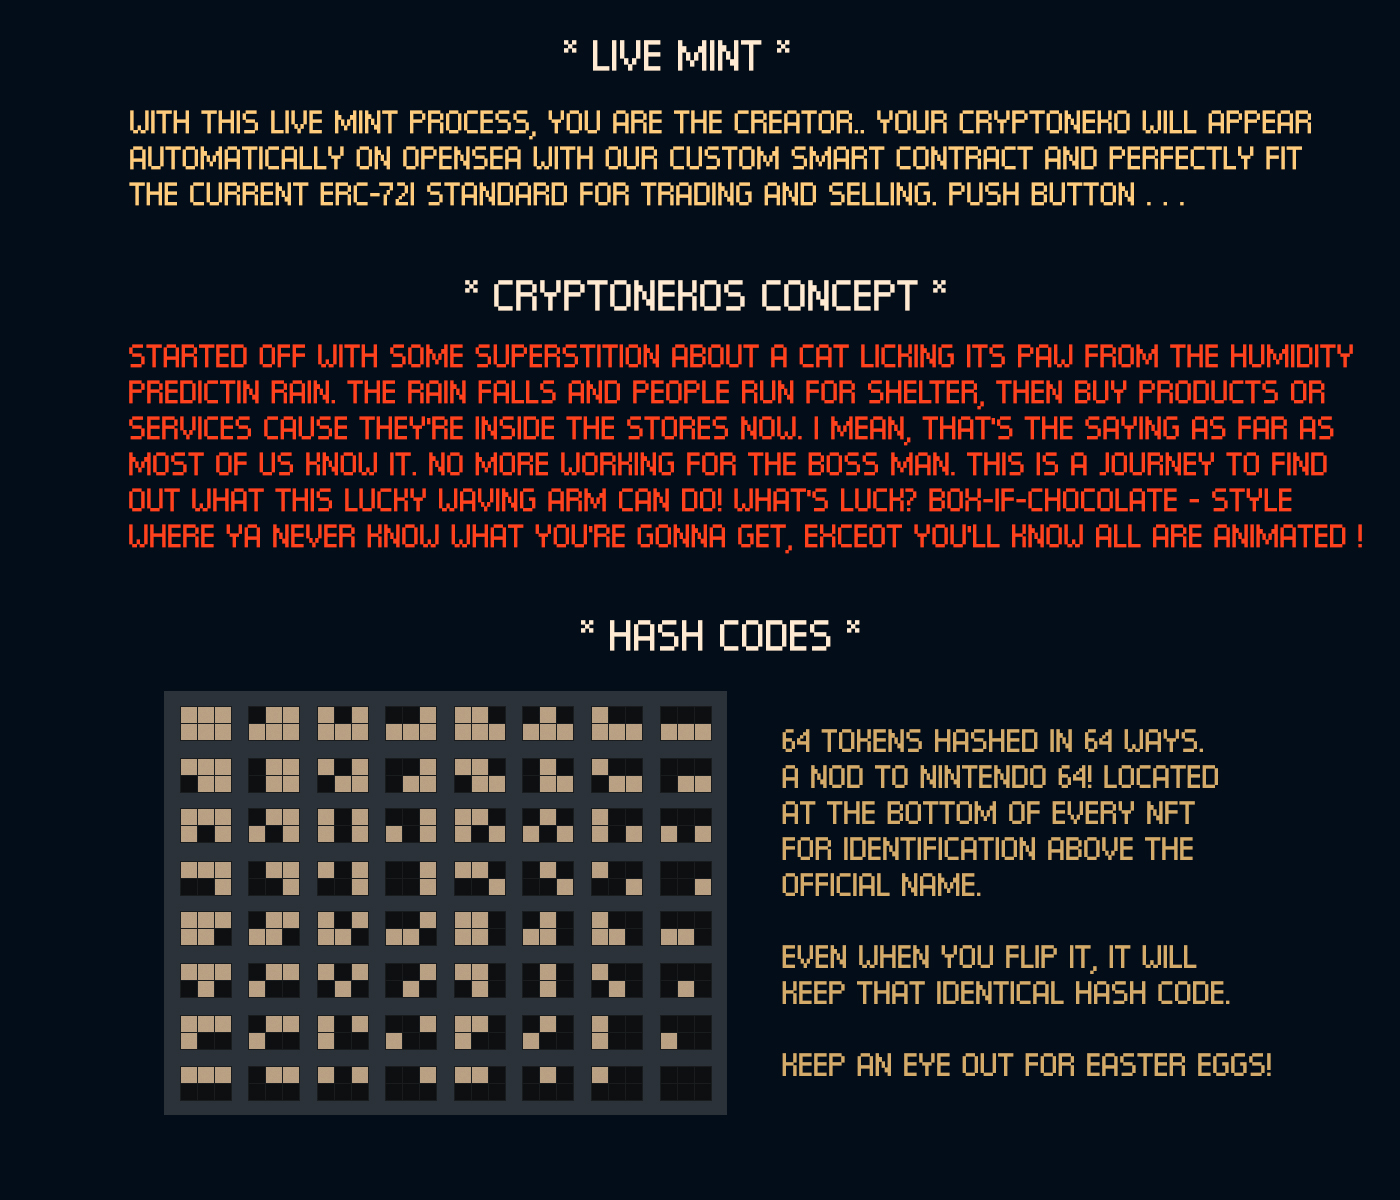 * LIVE MINT *
WITH THIS LIVE MINT PROCESS, YOU ARE THE CREATOR.. YOUR CRYPTONEKO WILL APPEAR
AUTOMATICALLY ON OPENSEA WITH OUR CUSTOM SMART CONTRACT AND PERFECTLY FIT
THE CURRENT ERC-721 STANDARD FOR TRADING AND SELLING. PUSH BUTTON . . .
* CRYPTONEKOS CONCEPT *
STARTED OFF WITH SOME SUPERSTITION ABOUT A CAT LICKING ITS PAW FROM THE HUMIDITY
PREDICTIN RAIN. THE RAIN FALLS AND PEOPLE RUN FOR SHELTER, THEN BUY PRODUCTS OR
SERVICES CAUSE THEY'RE INSIDE THE STORES NOW. I MEAN, THAT'S THE SAYING AS FAR AS
MOST OF US KNOW IT. NO MORE WORKING FOR THE BOSS MAN. THIS IS A JOURNEY TO FIND
OUT WHAT THIS LUCKY WAVING ARM CAN DO! WHAT'S LUCK? BOX-IF-CHOCOLATE - STYLE
WHERE YA NEVER KNOW WHAT YOU'RE GONNA GET, EXCEOT YOU'LL KNOW ALL ARE ANIMATED !
* HASH CODES *
64 TOKENS HASHED IN 64 WAYS.
A NOD TO NINTENDO 64! LOCATED
AT THE BOTTOM OF EVERY NFT
FOR IDENTIFICATION ABOVE THE
OFFICIAL NAME.
EVEN WHEN YOU FLIP IT, IT WILL
KEEP THAT IDENTICAL HASH CODE.
KEEP AN EYE OUT FOR EASTER EGGS!